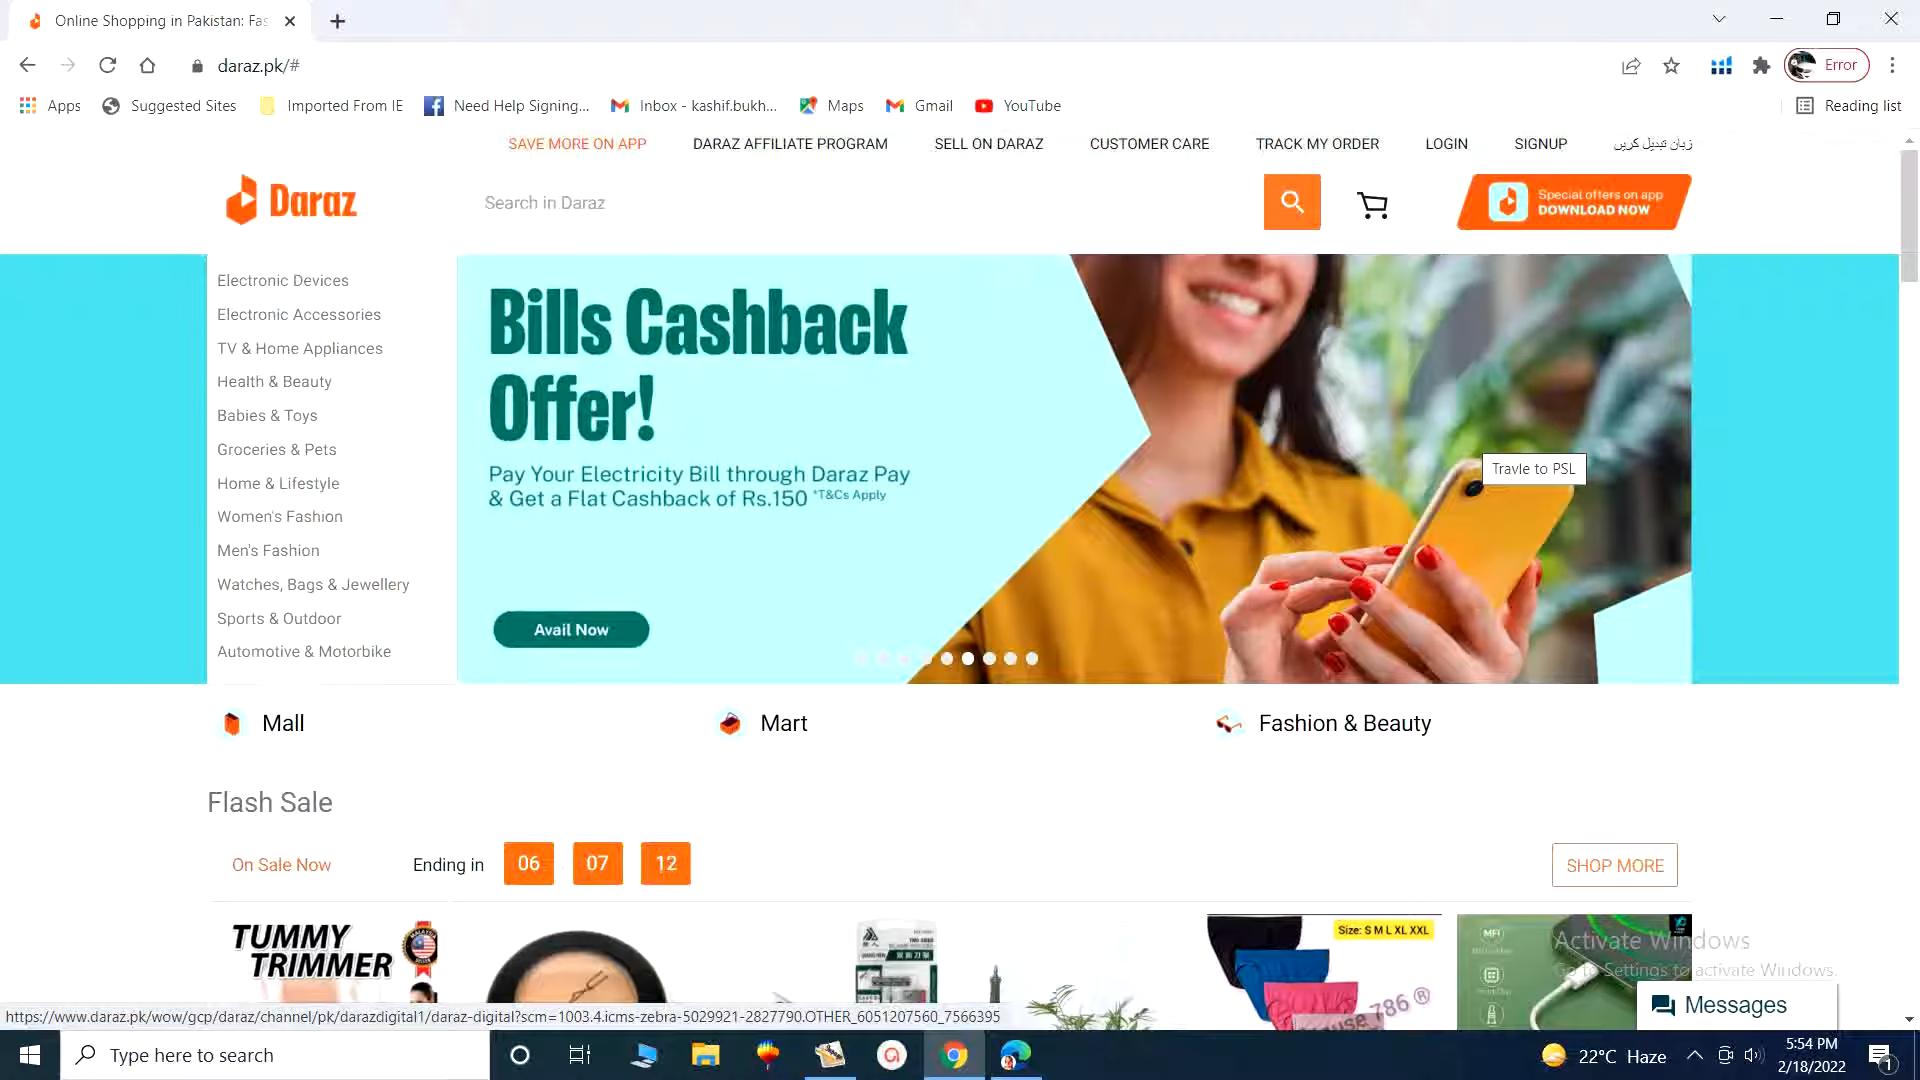 Online Shopping in Pakistan: Fas
daraz.pk/#
Error
Apps
Suggested Sites
Imported From IE
Need Help Signing...
Inbox - kashif.bukh...
Maps
Gmail
YouTube
Reading list
SAVE MORE ON APP
DARAZ AFFILIATE PROGRAM
SELL ON DARAZ
CUSTOMER CARE
TRACK MY ORDER
LOGIN
SIGNUP
زبان تبدیل کریں
Daraz
Search in Daraz
Special offers on app
DOWNLOAD NOW
Electronic Devices
Electronic Accessories
TV & Home Appliances
Health & Beauty
Babies & Toys
Groceries & Pets
Home & Lifestyle
Women's Fashion
Men's Fashion
Watches, Bags & Jewellery
Sports & Outdoor
Automotive & Motorbike
Bills Cashback
Offer!
Pay Your Electricity Bill through Daraz Pay
& Get a Flat Cashback of Rs.150 *T&Cs Apply
Avail Now
Travle to PSL
Mall
Mart
Fashion & Beauty
Flash Sale
On Sale Now
Ending in
06
07
12
SHOP MORE
TUMMY
TRIMMER
Size: S M L XL XXL
use 786 ®
MFI
Activate Windows
Go to Settings to activate Windows.
Messages
https://www.daraz.pk/wow/gcp/daraz/channel/pk/darazdigital1/daraz-digital?scm=1003.4.icms-zebra-5029921-2827790.OTHER_6051207560_7566395
Type here to search
22°C Haze
5:54 PM
2/18/2022
1